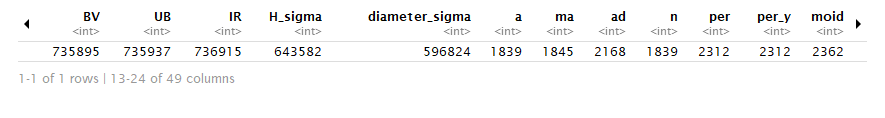 BV UB IR H_sigma diameter_sigma a ma ad n per per_y moid
<int> <int> <int> <int> <int> <int> <int> <int> <int> <int> <int> <int>
735895 735937 736915 643582 596824 1839 1845 2168 1839 2312 2312 2362
1-1 of 1 rows | 13-24 of 49 columns